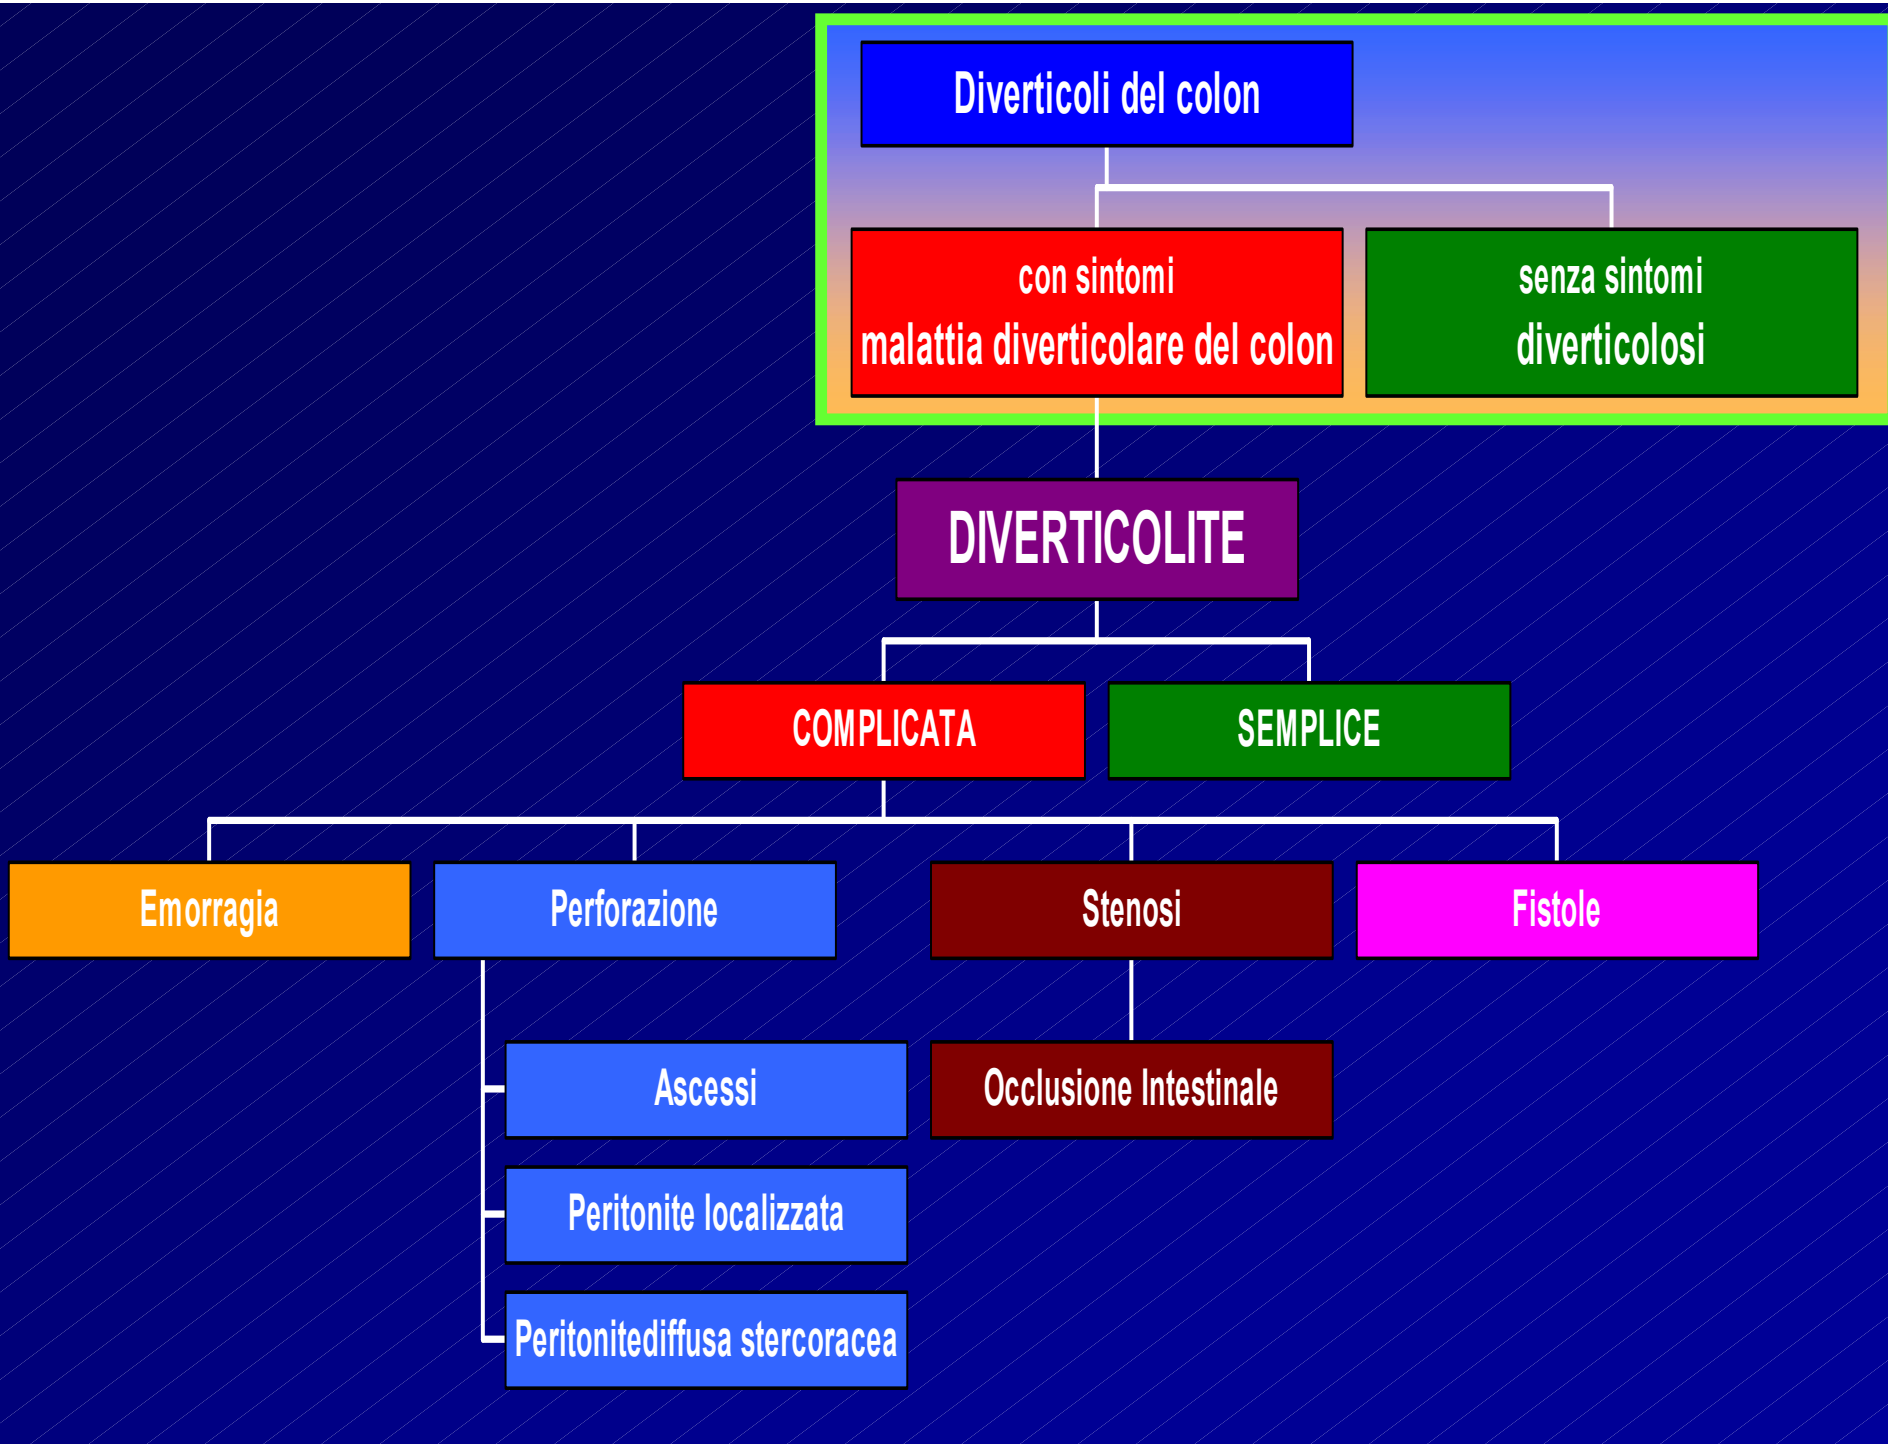 Diverticoli del colon
con sintomi
malattia diverticolare del colon
senza sintomi
diverticolosi
DIVERTICOLITE
COMPLICATA
SEMPLICE
Emorragia
Perforazione
Stenosi
Fistole
Ascessi
Occlusione Intestinale
Peritonite localizzata
Peritonitediffusa stercoracea